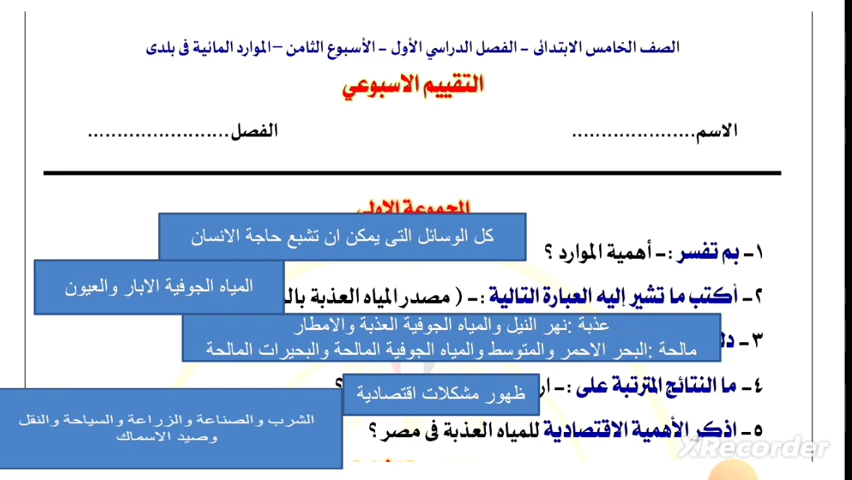 الصف الخامس الابتدائى - الفصل الدراسي الأول - الأسبوع الثامن - الموارد المائية فى بلدى
التقييم الاسبوعي
الاسم..................... الفصل........................
المجموعة الاولى
كل الوسائل التى يمكن ان تشبع حاجة الانسان
١- بم تفسر :- أهمية الموارد ؟
المياه الجوفية الابار والعيون
٢- أكتب ما تشير إليه العبارة التالية :- ( مصدر المياه العذبة
عذبة :نهر النيل والمياه الجوفية العذبة والامطار
٣-
مالحة :البحر الاحمر والمتوسط والمياه الجوفية المالحة والبحيرات المالحة
٤- ما النتائج المترتبة على :- ؟
ظهور مشكلات اقتصادية
الشرب والصناعة والزراعة والسياحة والنقل
وصيد الاسماك
٥- اذكر الأهمية الاقتصادية للمياه العذبة فى مصر ؟
XRecorder